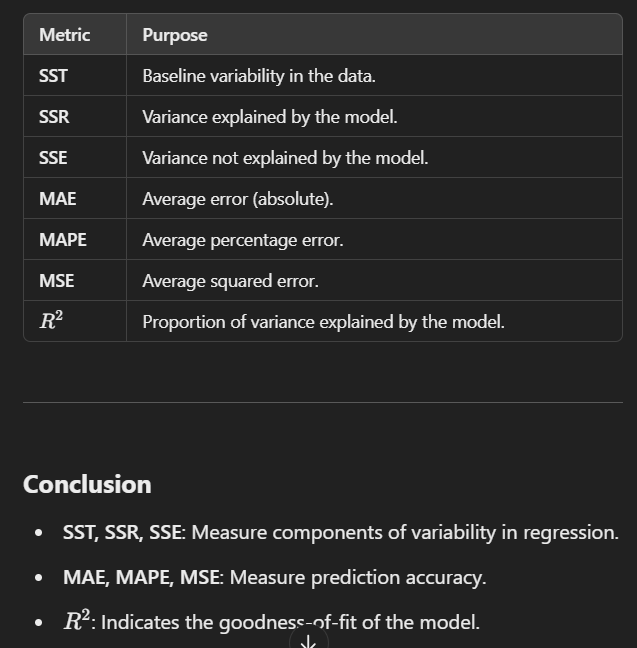 Metric Purpose
SST Baseline variability in the data.
SSR Variance explained by the model.
SSE Variance not explained by the model.
MAE Average error (absolute).
MAPE Average percentage error.
MSE Average squared error.
R² Proportion of variance explained by the model.
Conclusion
• SST, SSR, SSE: Measure components of variability in regression.
• MAE, MAPE, MSE: Measure prediction accuracy.
• R²: Indicates the goodness-of-fit of the model.